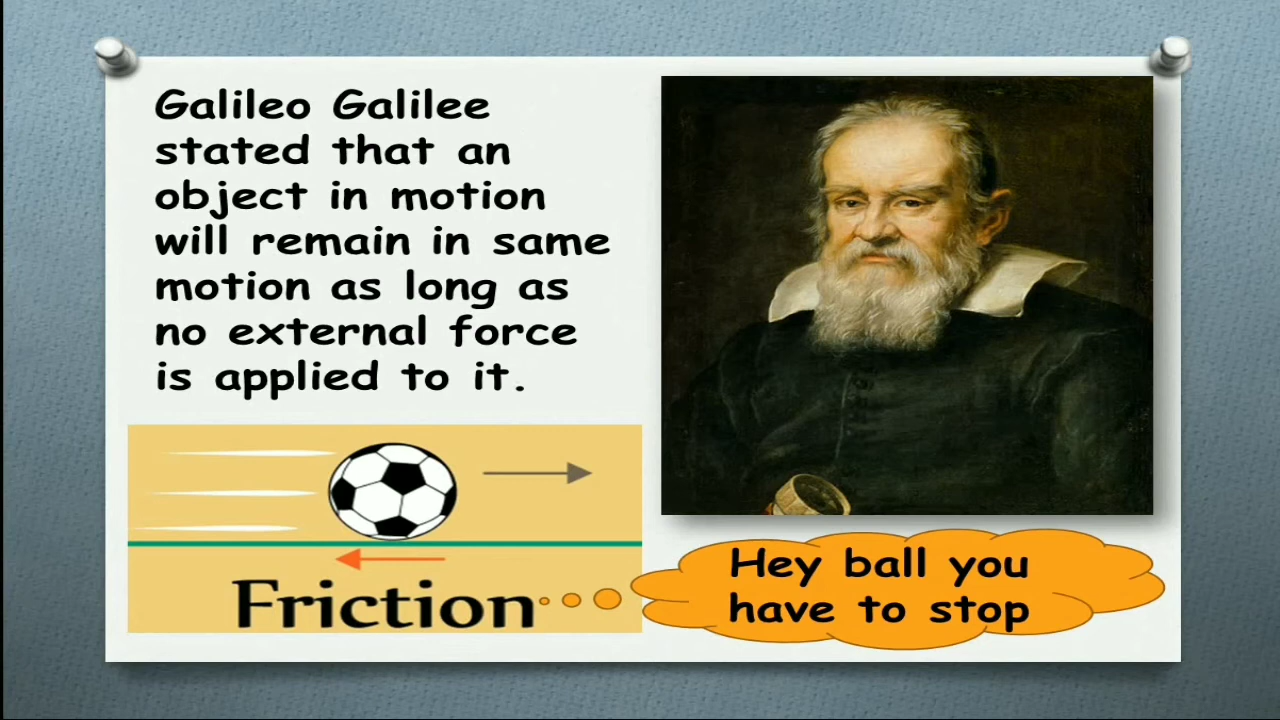 Galileo Galilee
stated that an
object in motion
will remain in same
motion as long as
no external force
is applied to it.
Friction
Hey ball you
have to stop